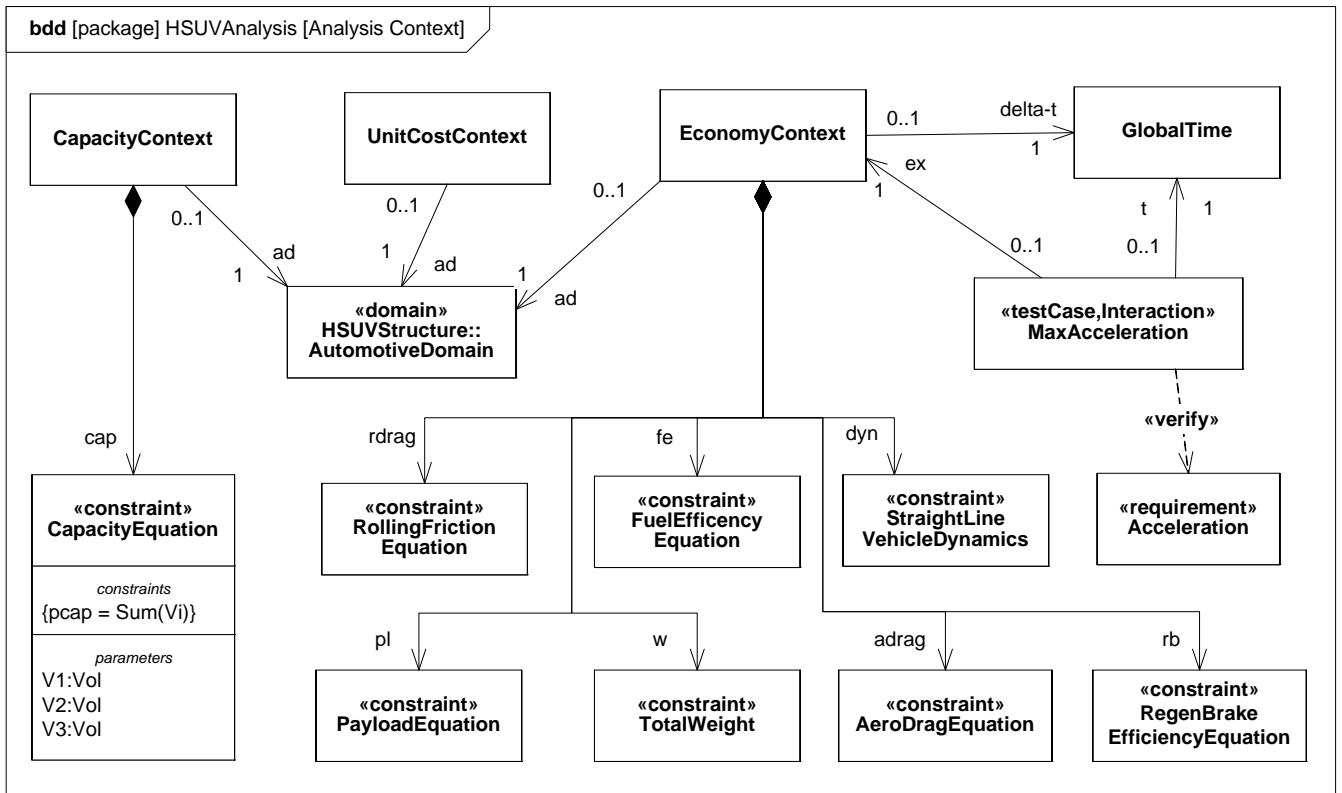 bdd [package] HSUVAnalysis [Analysis Context]
CapacityContext
UnitCostContext
EconomyContext
GlobalTime
0..1
delta-t
1
ex
1
0..1
0..1
0..1
t
1
0..1
0..1
ad
1
1
ad
1
ad
«domain»
HSUVStructure::
AutomotiveDomain
«testCase,Interaction»
MaxAcceleration
«verify»
cap
rdrag
fe
dyn
«constraint»
CapacityEquation
constraints
{pcap = Sum(Vi)}
parameters
V1:Vol
V2:Vol
V3:Vol
«constraint»
RollingFriction
Equation
«constraint»
FuelEfficency
Equation
«constraint»
StraightLine
VehicleDynamics
«requirement»
Acceleration
pl
w
adrag
rb
«constraint»
PayloadEquation
«constraint»
TotalWeight
«constraint»
AeroDragEquation
«constraint»
RegenBrake
EfficiencyEquation